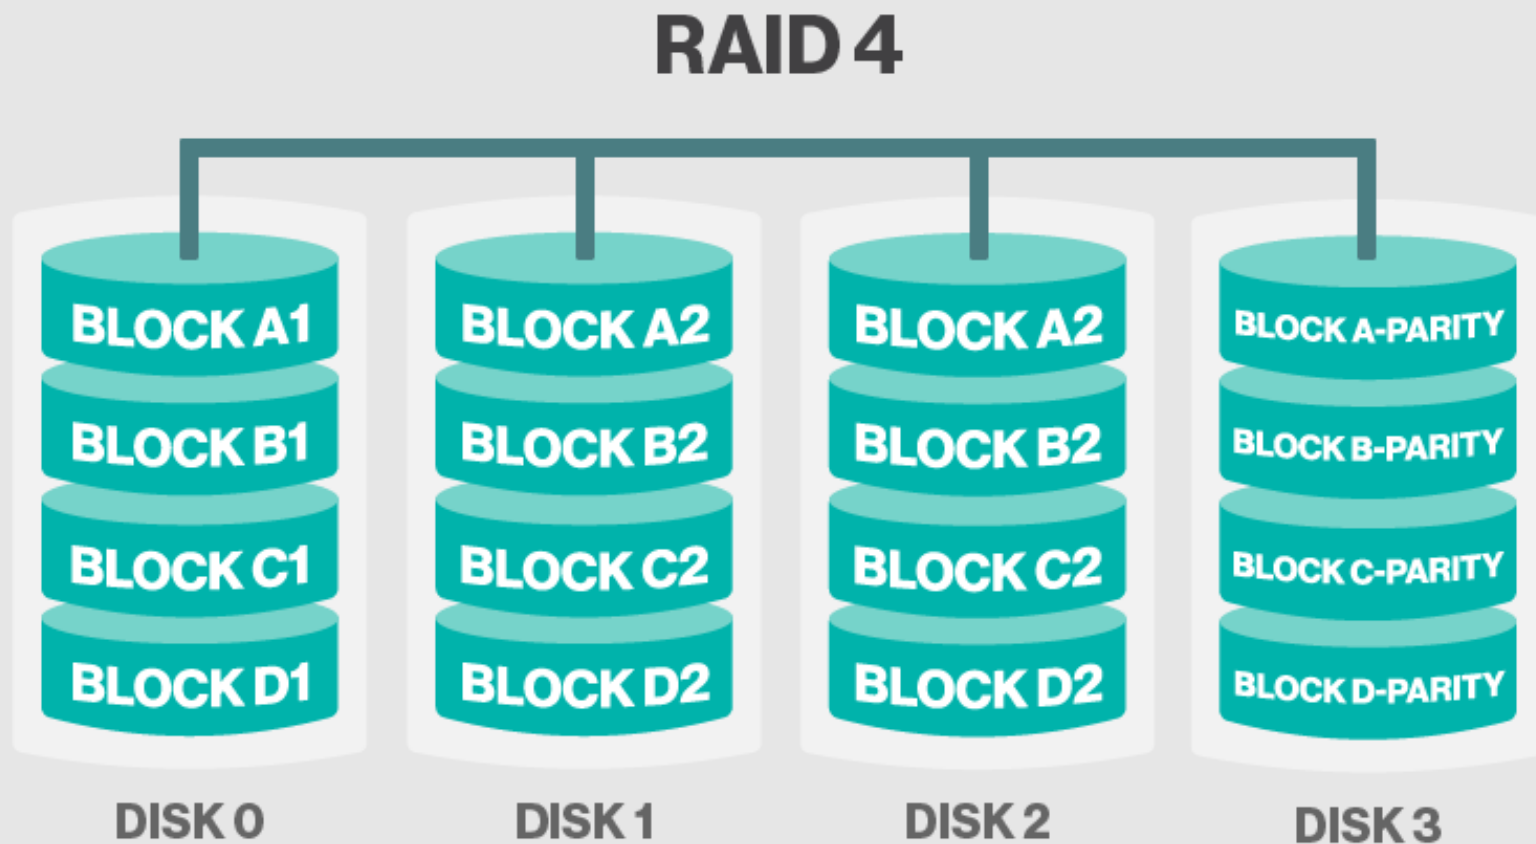 RAID 4
BLOCK A1
BLOCK B1
BLOCK C1
BLOCK D1
DISK 0
BLOCK A2
BLOCK B2
BLOCK C2
BLOCK D2
DISK 1
BLOCK A2
BLOCK B2
BLOCK C2
BLOCK D2
DISK 2
BLOCK A-PARITY
BLOCK B-PARITY
BLOCK C-PARITY
BLOCK D-PARITY
DISK 3